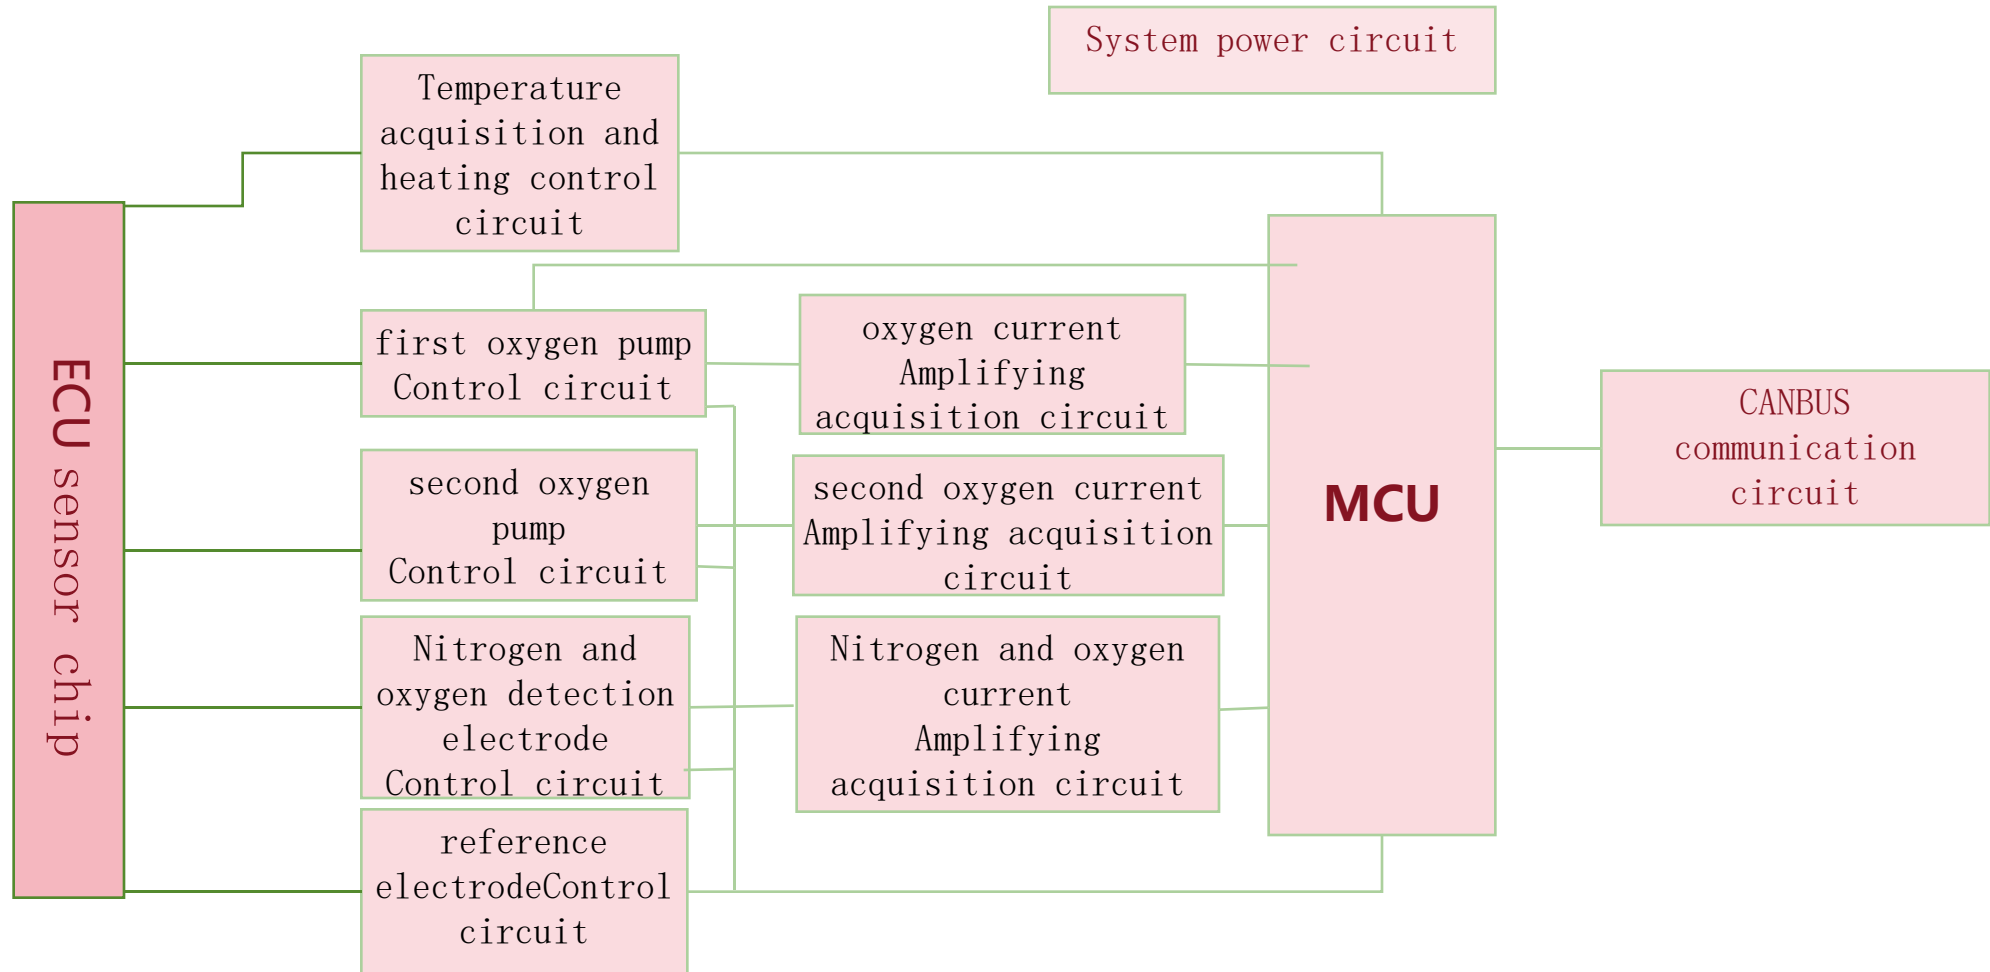 System power circuit
Temperature
acquisition and
heating control
circuit
ECU sensor chip
first oxygen pump
Control circuit
oxygen current
Amplifying
acquisition circuit
second oxygen
pump
Control circuit
second oxygen current
Amplifying acquisition
circuit
MCU
CANBUS
communication
circuit
Nitrogen and
oxygen detection
electrode
Control circuit
Nitrogen and oxygen
current
Amplifying
acquisition circuit
reference
electrodeControl
circuit